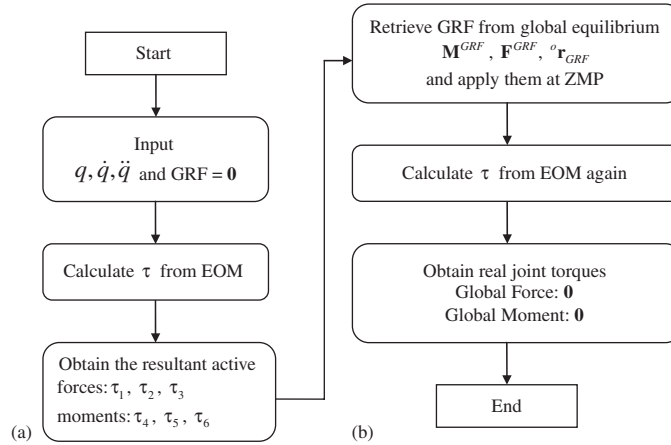 Start
Input
q, q̇, q̈ and GRF = 0
Calculate τ from EOM
Obtain the resultant active
forces: τ₁, τ₂, τ₃
moments: τ₄, τ₅, τ₆
(a)
Retrieve GRF from global equilibrium
M^GRF, F^GRF, ᵒr_GRF
and apply them at ZMP
Calculate τ from EOM again
Obtain real joint torques
Global Force: 0
Global Moment: 0
End
(b)